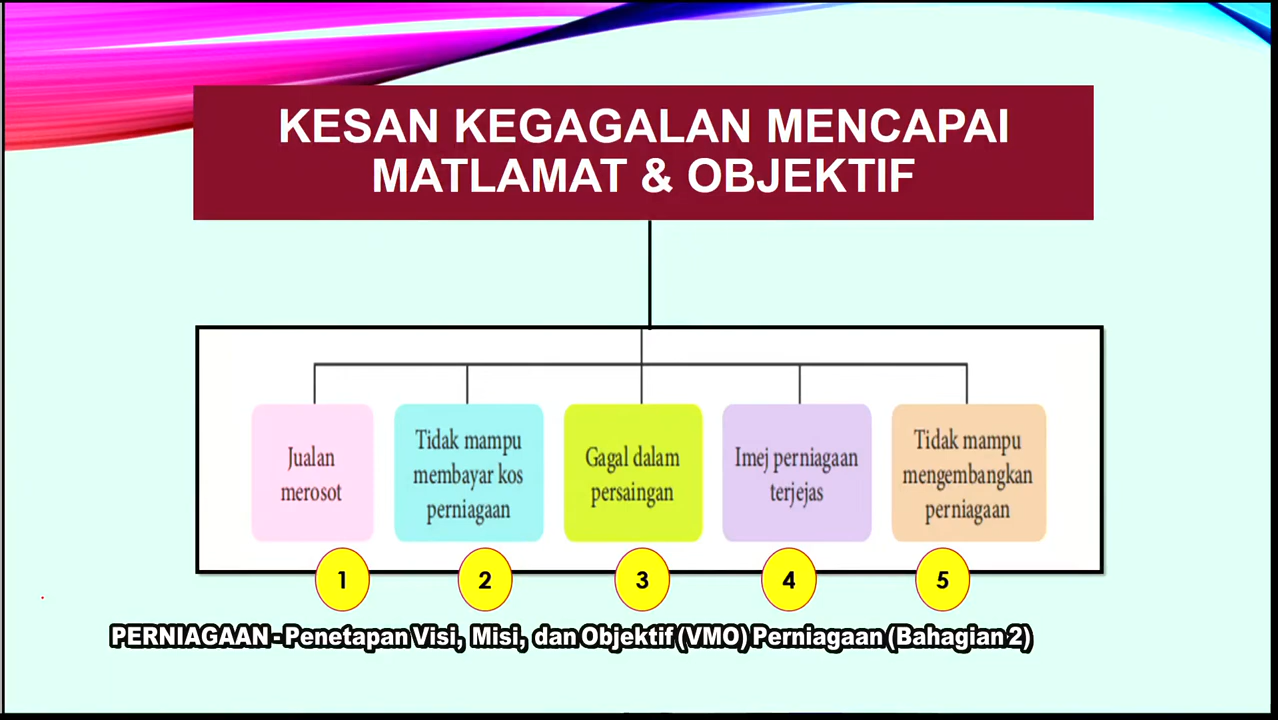 KESAN KEGAGALAN MENCAPAI
MATLAMAT & OBJEKTIF
Jualan
merosot
Tidak mampu
membayar kos
perniagaan
Gagal dalam
persaingan
Imej perniagaan
terjejas
Tidak mampu
mengembangkan
perniagaan
1
2
3
4
5
PERNIAGAAN - Penetapan Visi, Misi, dan Objektif (VMO) Perniagaan (Bahagian 2)